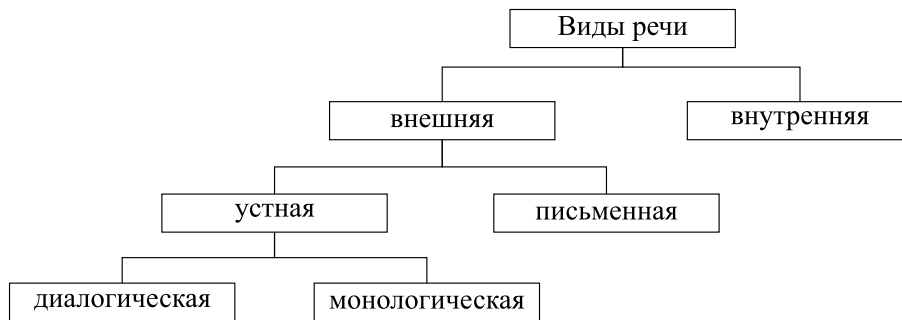 Виды речи
внешняя
внутренняя
устная
письменная
диалогическая
монологическая